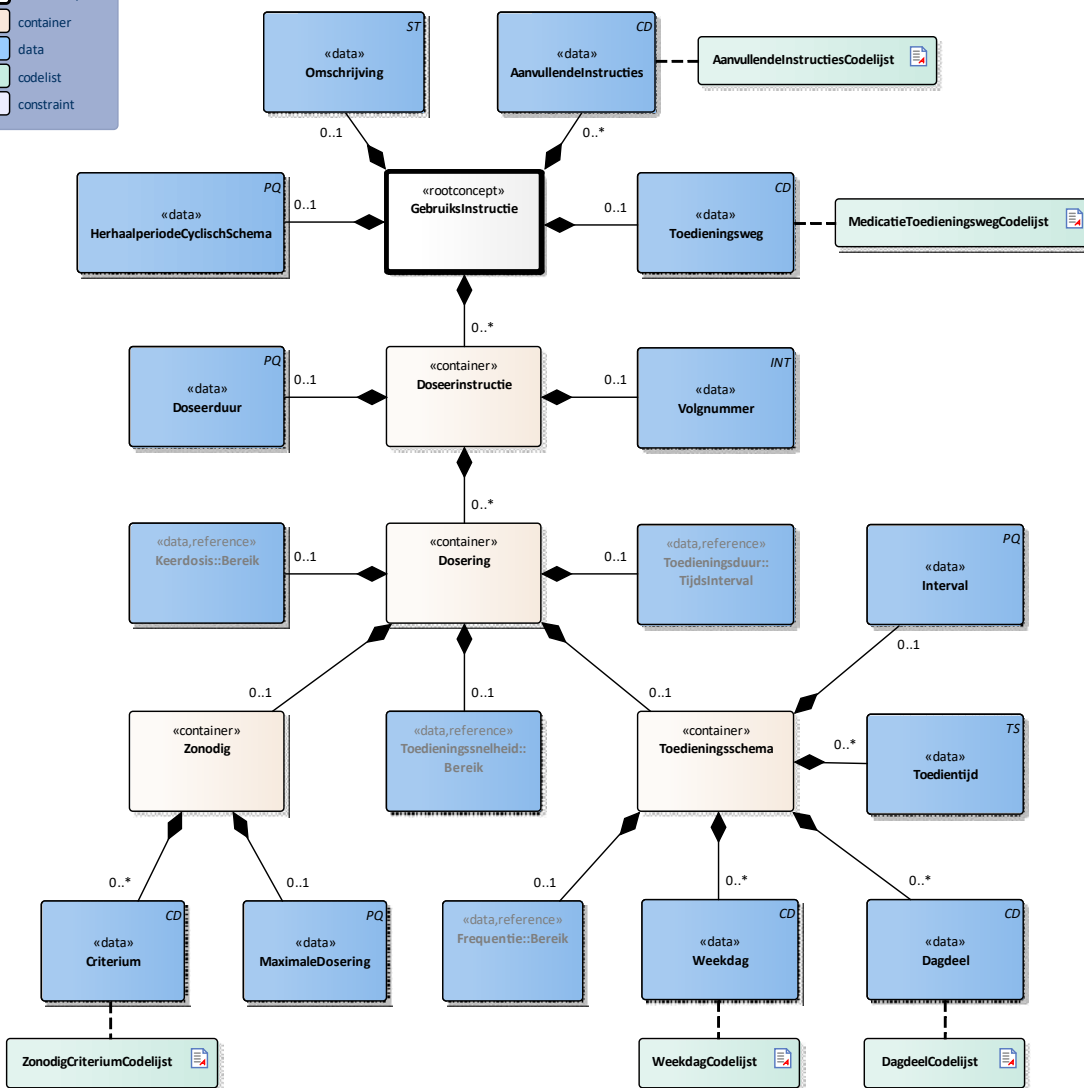 container
data
codelist
constraint
ST
«data»
Omschrijving
CD
«data»
AanvullendeInstructies
AanvullendeInstructiesCodelijst
0..1
0..*
PQ
«data»
HerhaalperiodeCyclischSchema
0..1
«rootconcept»
GebruiksInstructie
0..1
CD
«data»
Toedieningsweg
MedicatieToedieningswegCodelijst
0..*
PQ
«data»
Doseerduur
0..1
«container»
Doseerinstructie
0..1
INT
«data»
Volgnummer
0..*
«data,reference»
Keerdosis::Bereik
0..1
«container»
Dosering
0..1
«data,reference»
Toedieningsduur::
TijdsInterval
PQ
«data»
Interval
0..1
0..1
0..1
0..1
«container»
Zonodig
«data,reference»
Toedieningssnelheid::
Bereik
«container»
Toedieningsschema
0..*
TS
«data»
Toedientijd
0..*
0..1
0..1
0..*
0..*
CD
«data»
Criterium
PQ
«data»
MaximaleDosering
«data,reference»
Frequentie::Bereik
CD
«data»
Weekdag
CD
«data»
Dagdeel
ZonodigCriteriumCodelijst
WeekdagCodelijst
DagdeelCodelijst